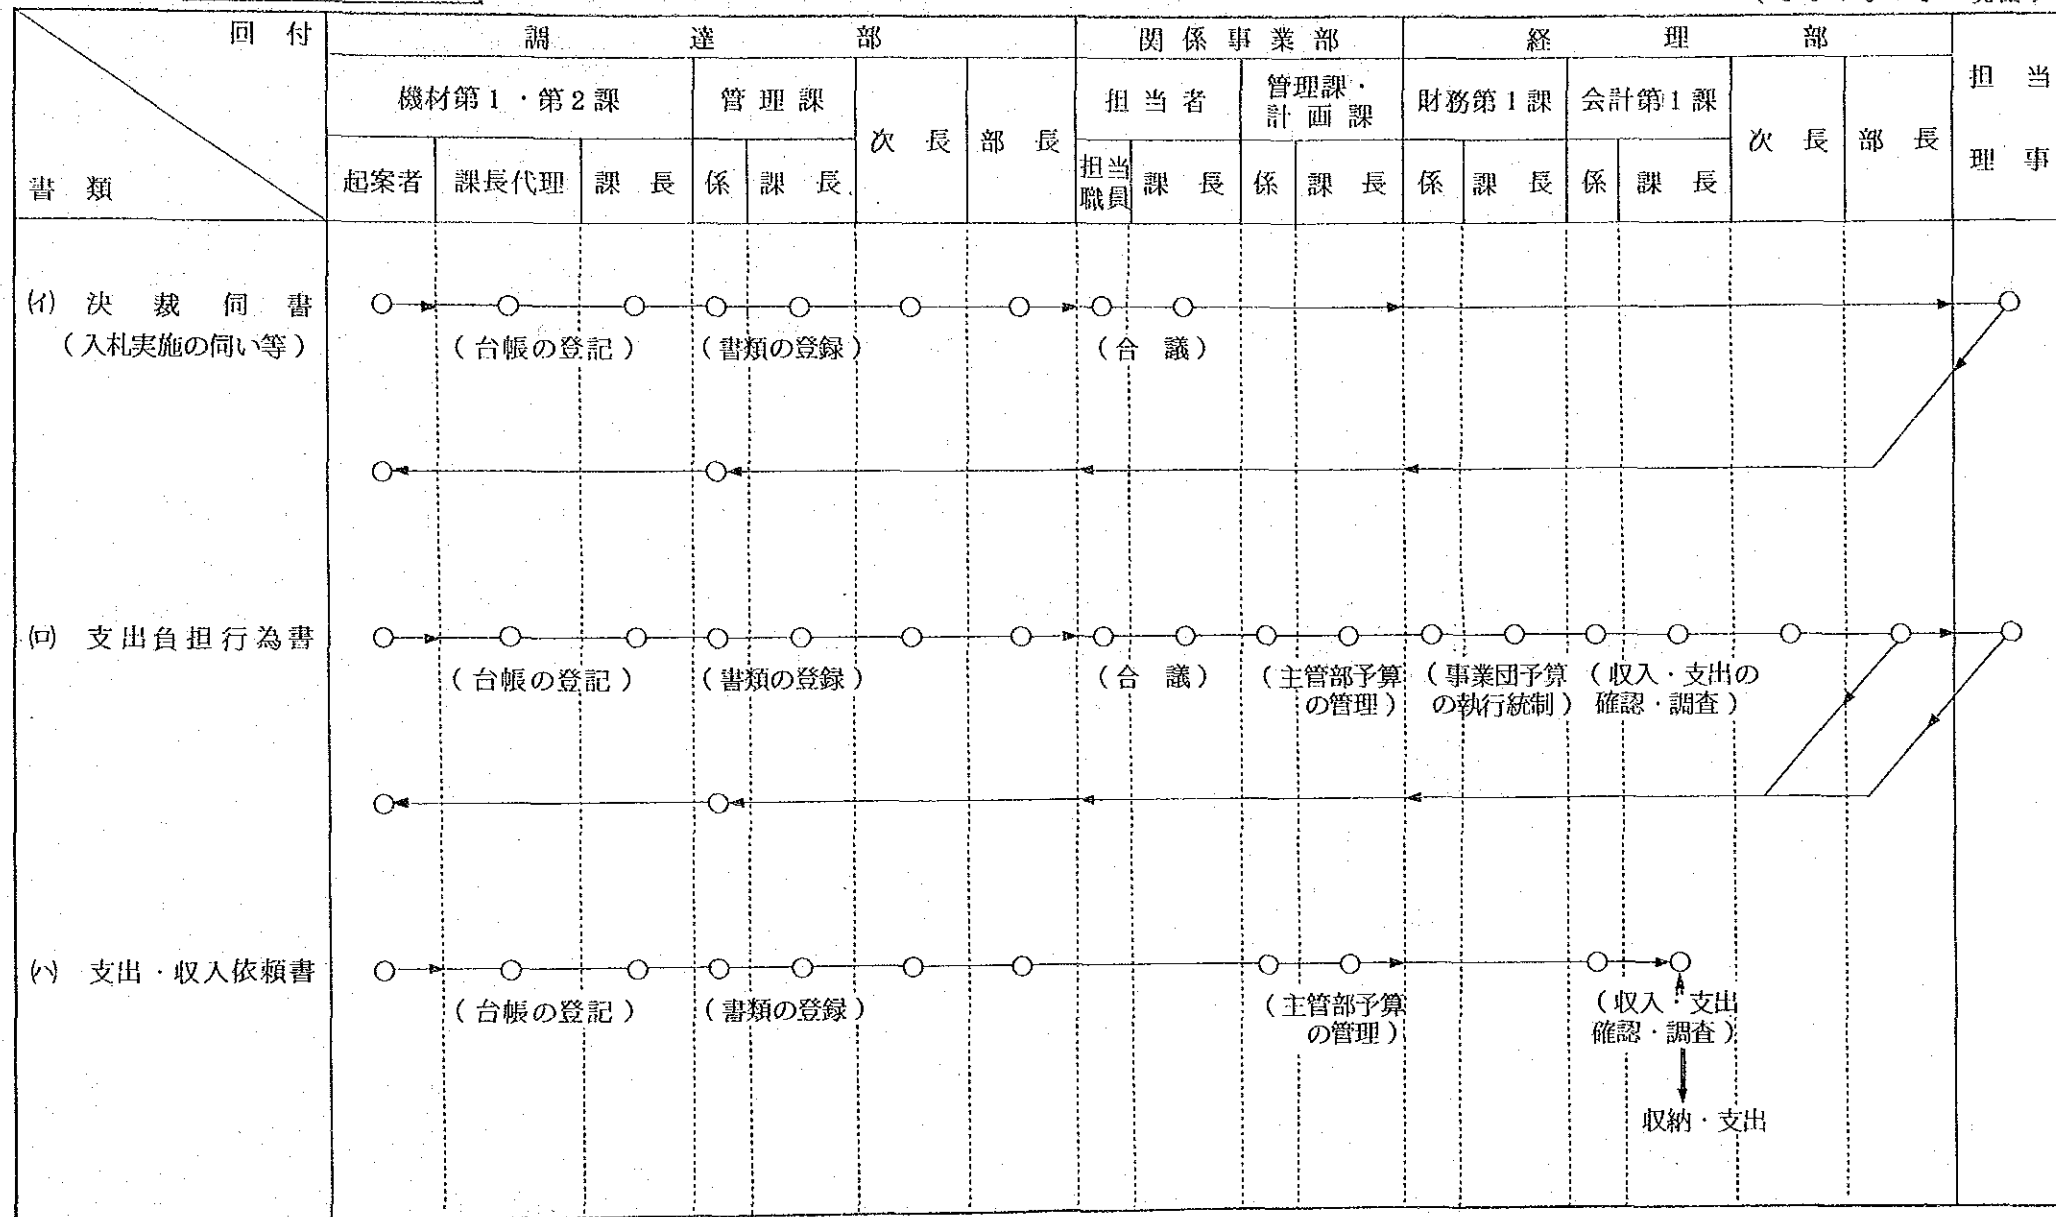 回付
書類
調達部
関係事業部
経理部
担当
理事
機材第1・第2課
管理課
次長
部長
担当者
管理課・
計画課
財務第1課
会計第1課
次長
部長
起案者
課長代理
課長
係
課長
担当
職員
課長
係
課長
係
課長
係
課長
(イ) 決裁伺書
(入札実施の伺い等)
(台帳の登記)
(書類の登録)
(合議)
(ロ) 支出負担行為書
(台帳の登記)
(書類の登録)
(合議)
(主管部予算
の管理)
(事業団予算
の執行統制)
(収入・支出の
確認・調査)
(ハ) 支出・収入依頼書
(台帳の登記)
(書類の登録)
(主管部予算
の管理)
(収入・支出
確認・調査)
収納・支出